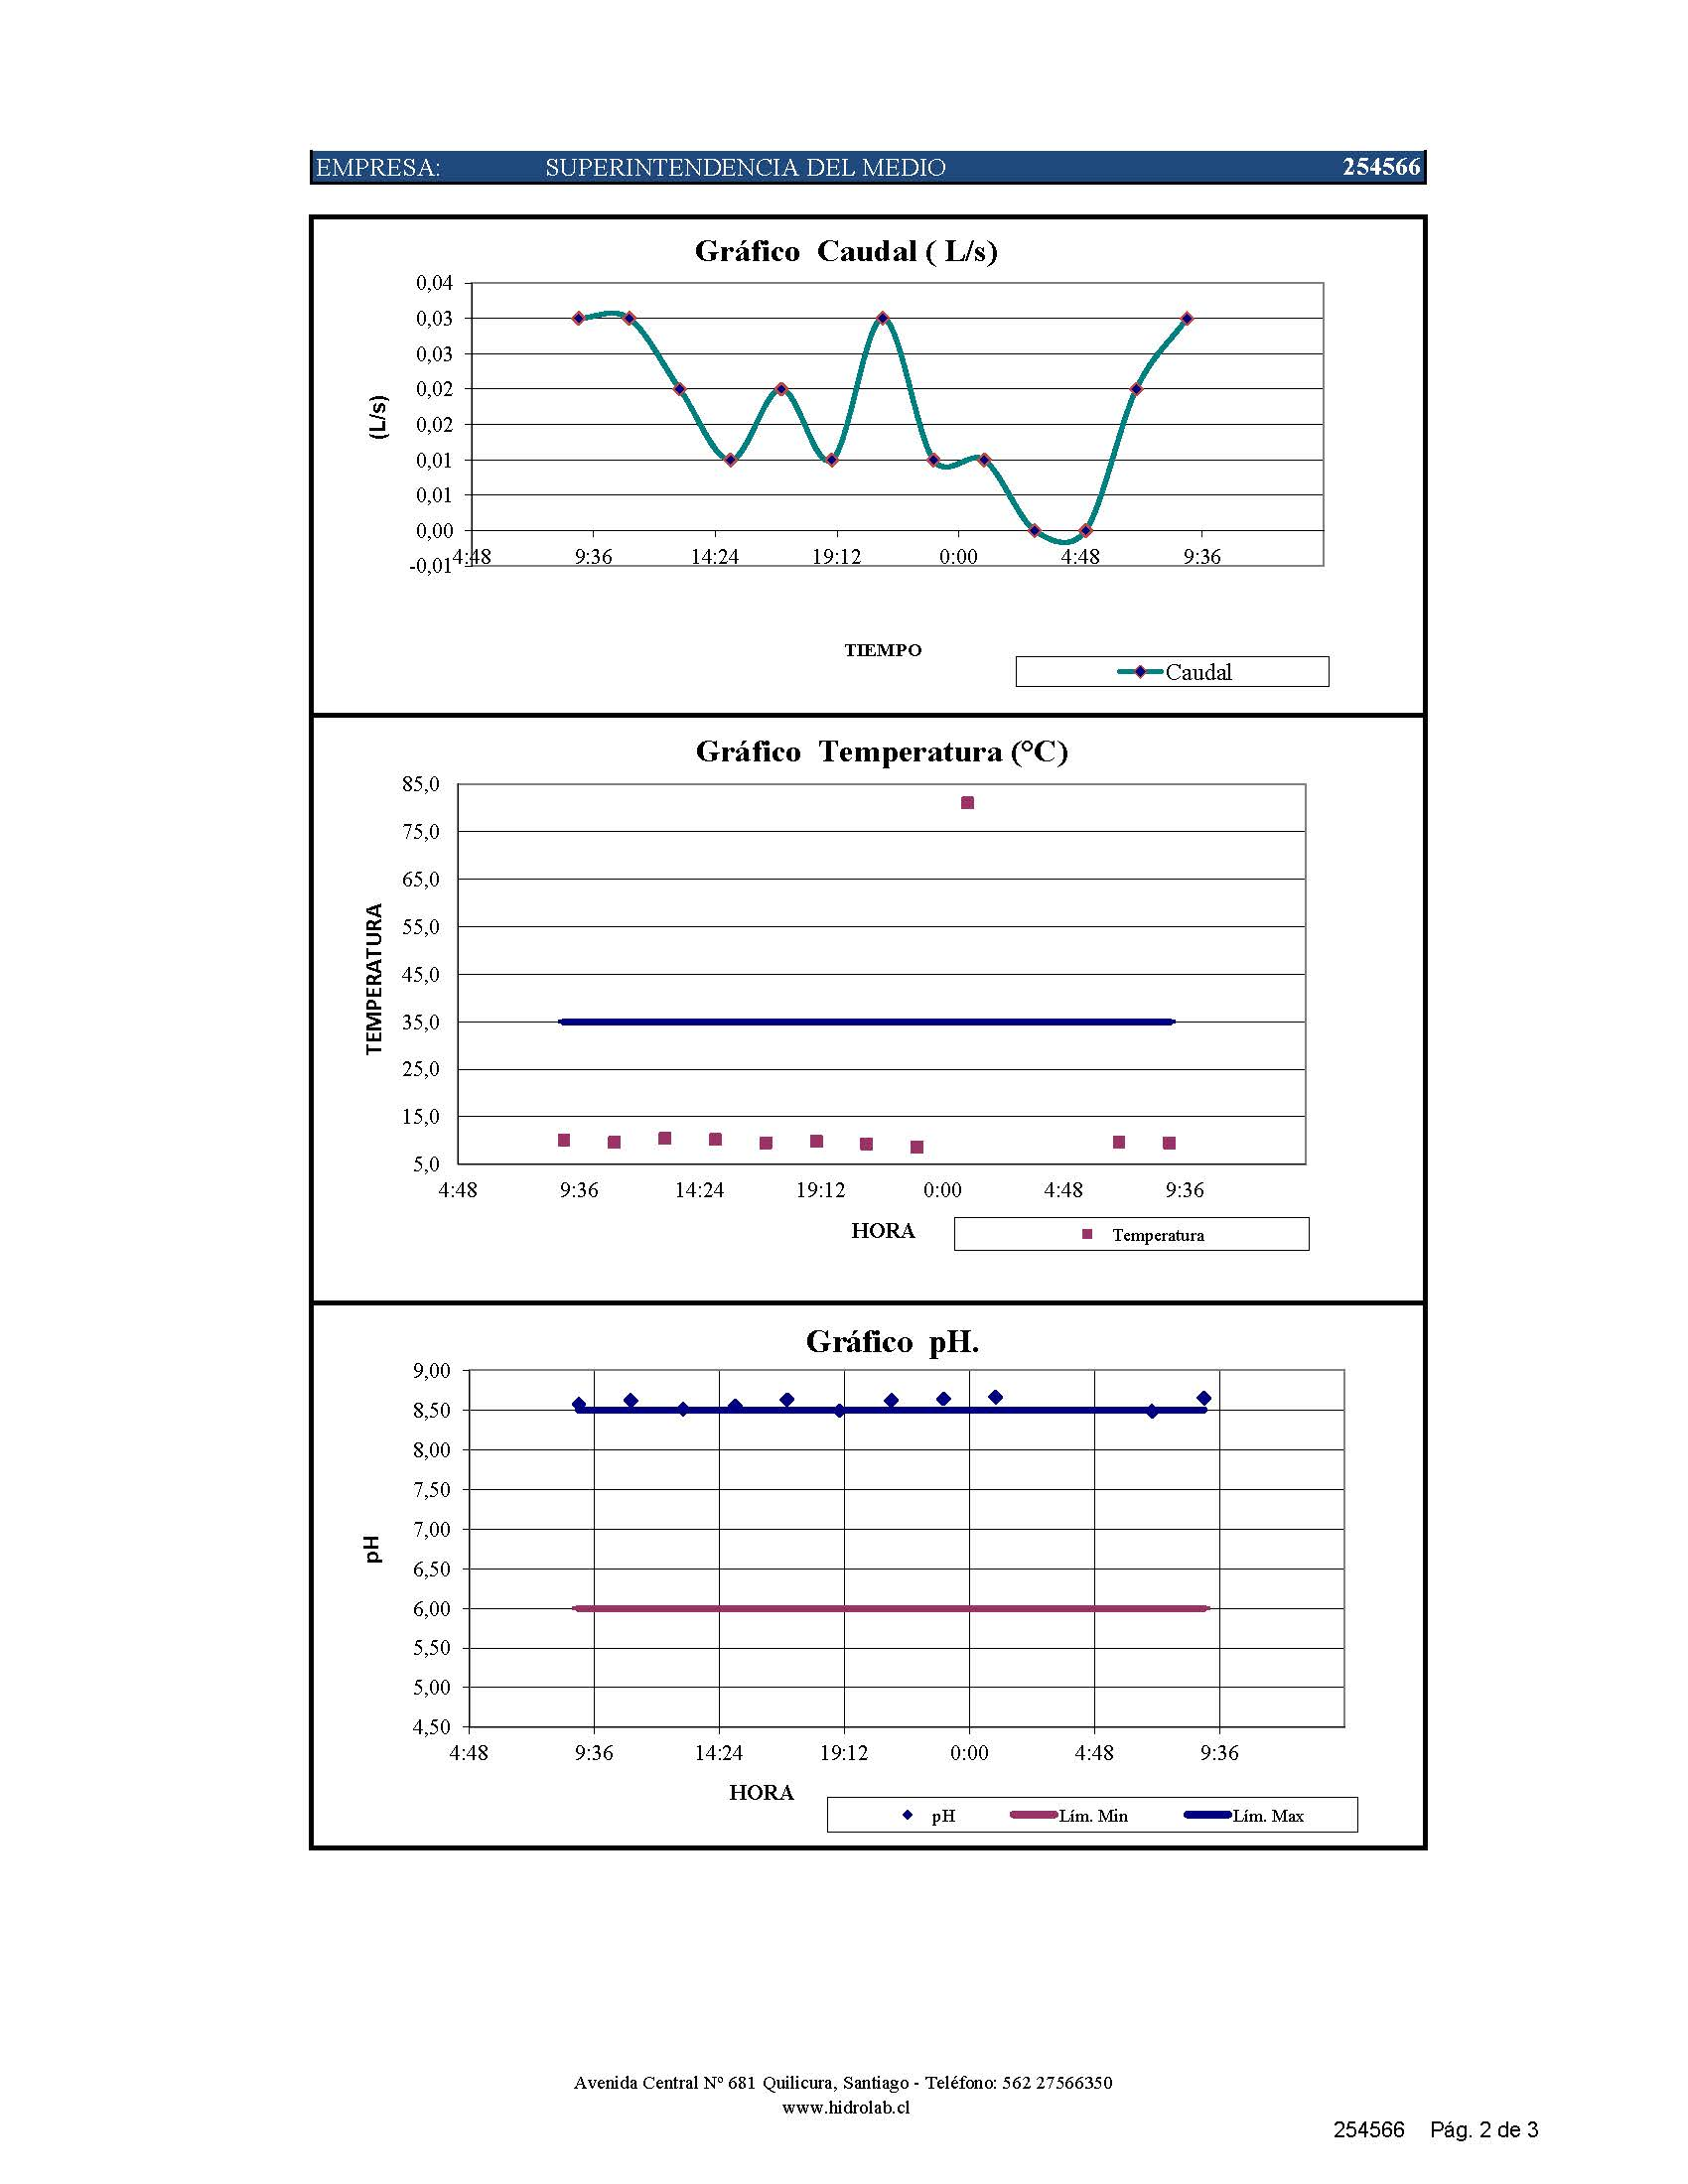 EMPRESA: SUPERINTENDENCIA DEL MEDIO 254566
Gráfico Caudal ( L/s)
0,04
0,03
0,03
0,02
0,02
0,01
0,01
0,00
-0,01
(L/s)
4:48 9:36 14:24 19:12 0:00 4:48 9:36
TIEMPO
Caudal
Gráfico Temperatura (°C)
85,0
75,0
65,0
55,0
45,0
35,0
25,0
15,0
5,0
TEMPERATURA
4:48 9:36 14:24 19:12 0:00 4:48 9:36
HORA
Temperatura
Gráfico pH.
9,00
8,50
8,00
7,50
7,00
6,50
6,00
5,50
5,00
4,50
pH
4:48 9:36 14:24 19:12 0:00 4:48 9:36
HORA
pH Lím. Min Lím. Max
Avenida Central Nº 681 Quilicura, Santiago - Teléfono: 562 27566350
www.hidrolab.cl
254566 Pág. 2 de 3